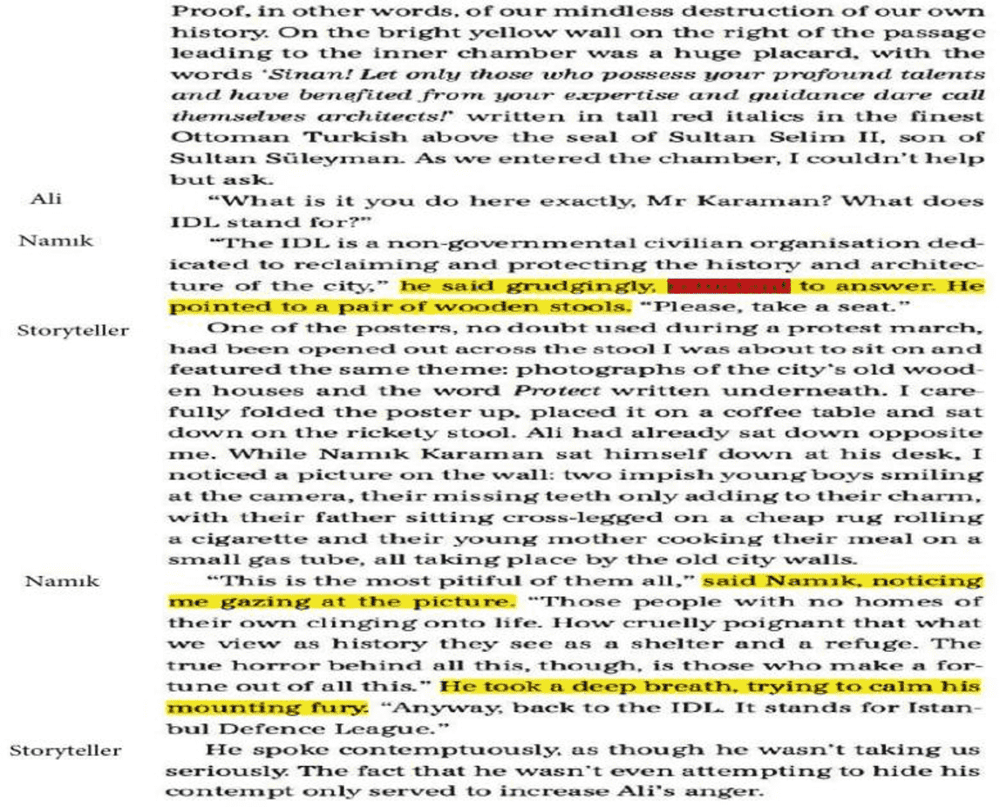 Proof, in other words, of our mindless destruction of our own
history. On the bright yellow wall on the right of the passage
leading to the inner chamber was a huge placard, with the
words ‘Sinan! Let only those who possess your profound talents
and have benefited from your expertise and guidance dare call
themselves architects!’ written in tall red italics in the finest
Ottoman Turkish above the seal of Sultan Selim II, son of
Sultan Süleyman. As we entered the chamber, I couldn’t help
but ask.
Ali “What is it you do here exactly, Mr Karaman? What does
IDL stand for?”
Namık “The IDL is a non-governmental civilian organisation ded-
icated to reclaiming and protecting the history and architec-
ture of the city,” he said grudgingly, to answer. He
pointed to a pair of wooden stools. “Please, take a seat.”
Storyteller One of the posters, no doubt used during a protest march,
had been opened out across the stool I was about to sit on and
featured the same theme: photographs of the city’s old wood-
en houses and the word Protect written underneath. I care-
fully folded the poster up, placed it on a coffee table and sat
down on the rickety stool. Ali had already sat down opposite
me. While Namık Karaman sat himself down at his desk, I
noticed a picture on the wall: two impish young boys smiling
at the camera, their missing teeth only adding to their charm,
with their father sitting cross-legged on a cheap rug rolling
a cigarette and their young mother cooking their meal on a
small gas tube, all taking place by the old city walls.
Namık “This is the most pitiful of them all,” said Namık, noticing
me gazing at the picture. “Those people with no homes of
their own clinging onto life. How cruelly poignant that what
we view as history they see as a shelter and a refuge. The
true horror behind all this, though, is those who make a for-
tune out of all this.” He took a deep breath, trying to calm his
mounting fury. “Anyway, back to the IDL. It stands for Istan-
bul Defence League.”
Storyteller He spoke contemptuously, as though he wasn’t taking us
seriously. The fact that he wasn’t even attempting to hide his
contempt only served to increase Ali’s anger.